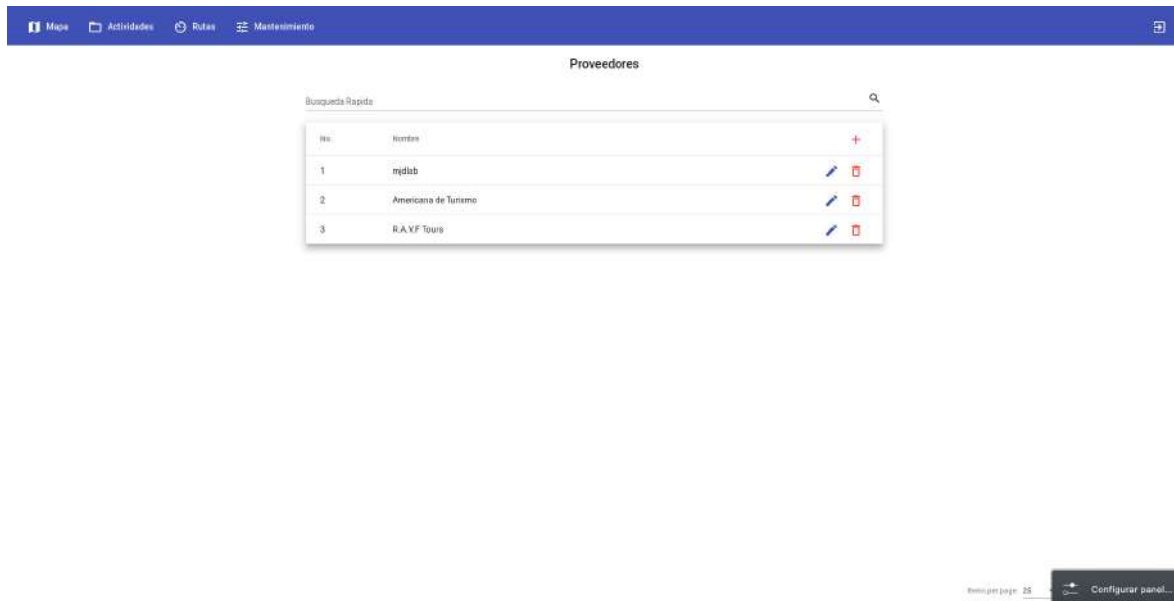 Mapa Actividades Rutas Mantenimiento
Proveedores
Busqueda Rapida
No. Nombre
1 mjdlab
2 Americana de Turismo
3 R.A.Y.F Tours
Items per page: 25
Configurar panel...